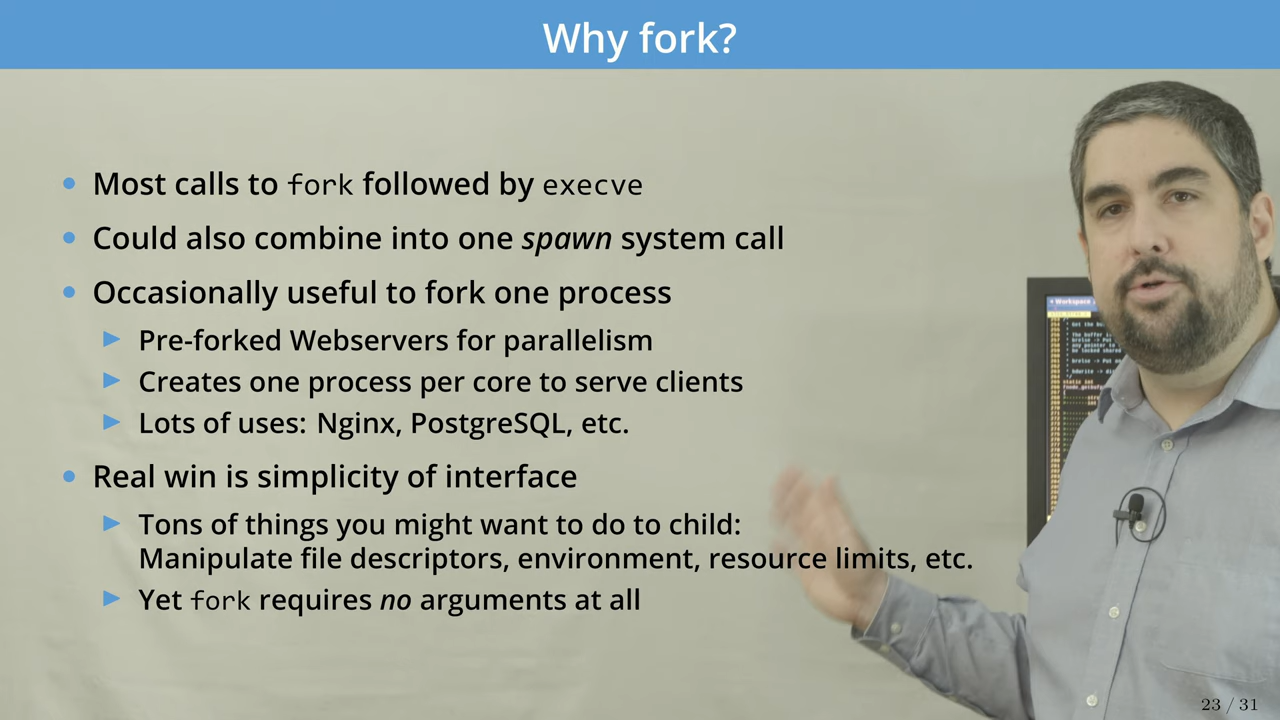 Why fork?
Most calls to fork followed by execve
Could also combine into one spawn system call
Occasionally useful to fork one process
Pre-forked Webservers for parallelism
Creates one process per core to serve clients
Lots of uses: Nginx, PostgreSQL, etc.
Real win is simplicity of interface
Tons of things you might want to do to child:
Manipulate file descriptors, environment, resource limits, etc.
Yet fork requires no arguments at all
Workspace
23 / 31